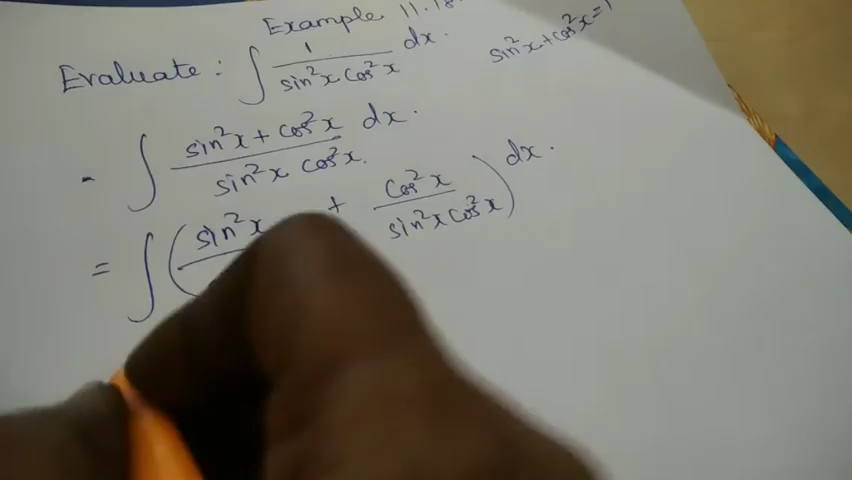 Example 11.18
Evaluate : ∫ 1/(sin²x cos²x) dx.
sin²x + cos²x = 1
- ∫ (sin²x + cos²x)/(sin²x cos²x) dx.
= ∫ (sin²x + cos²x/(sin²x cos²x)) dx.